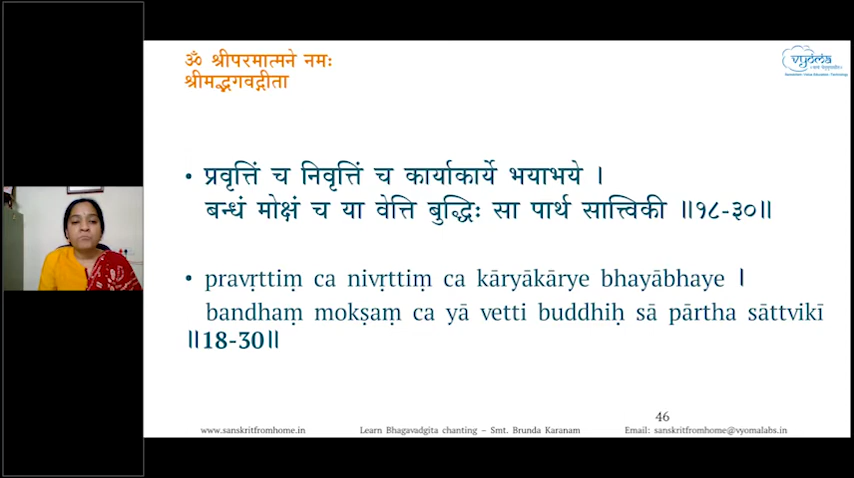 ॐ श्रीपरमात्मने नमः
श्रीमद्भगवद्गीता
vyoma
• प्रवृत्तिं च निवृत्तिं च कार्याकार्ये भयाभये ।
बन्धं मोक्षं च या वेत्ति बुद्धिः सा पार्थ सात्त्विकी ॥१८-३०॥
• pravṛttiṃ ca nivṛttiṃ ca kāryākārye bhayābhaye ।
bandhaṃ mokṣaṃ ca yā vetti buddhiḥ sā pārtha sāttvikī
॥18-30॥
46
www.sanskritfromhome.in Learn Bhagavadgita chanting – Smt. Brunda Karanam Email: sanskritfromhome@vyomalabs.in